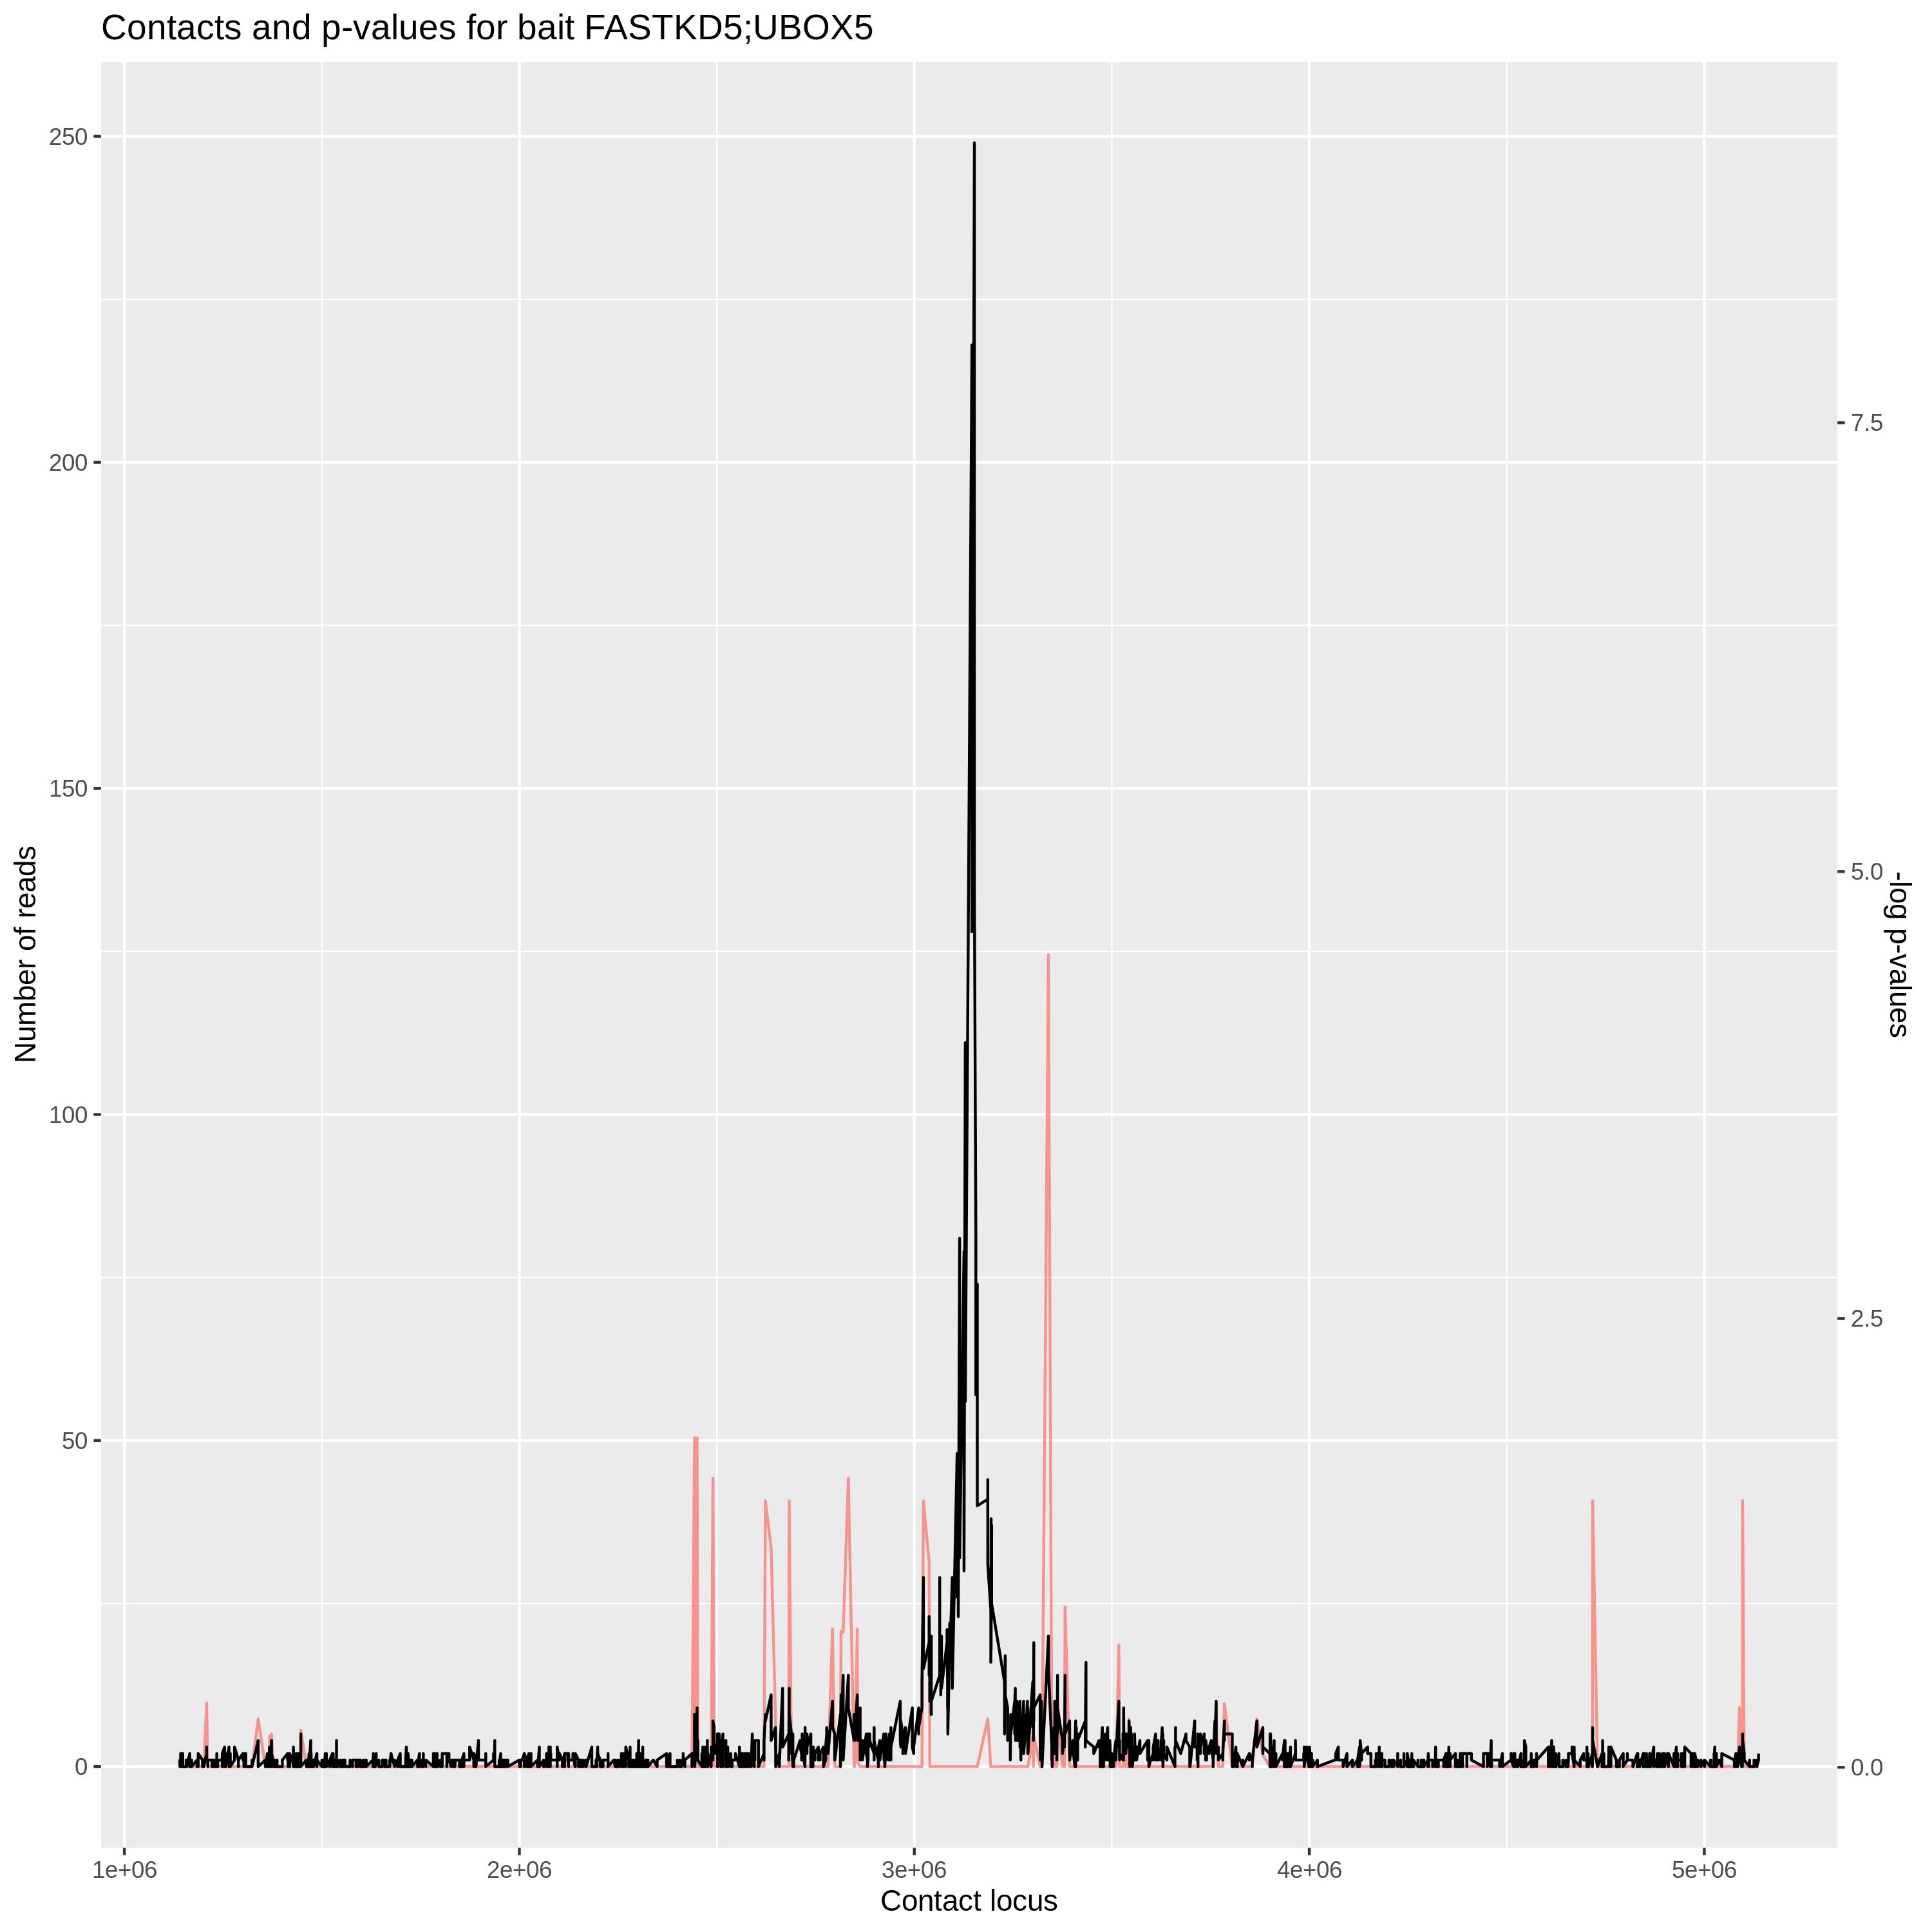 Contacts and p-values for bait FASTKD5;UBOX5
250
200
150
100
50
0
Number of reads
7.5
5.0
2.5
0.0
-log p-values
1e+06 2e+06 3e+06 4e+06 5e+06
Contact locus